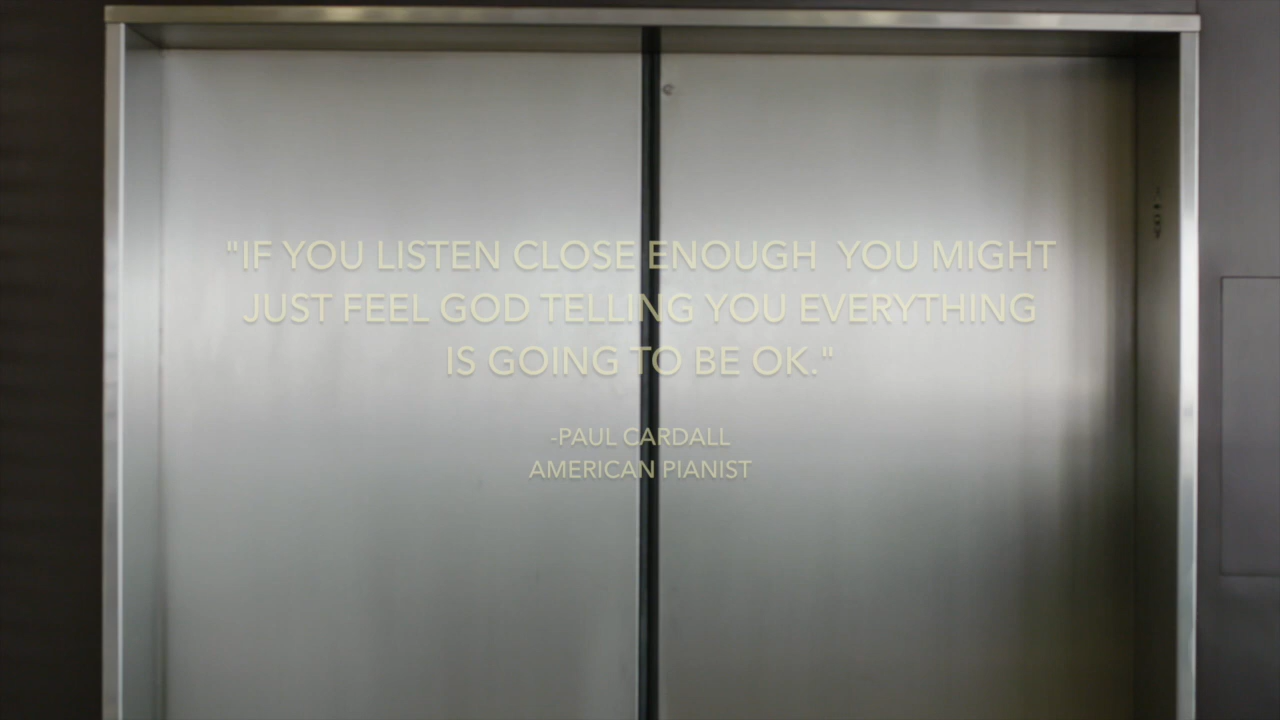 "IF YOU LISTEN CLOSE ENOUGH  YOU MIGHT
JUST FEEL GOD TELLING YOU EVERYTHING
IS GOING TO BE OK."
-PAUL CARDALL
AMERICAN PIANIST